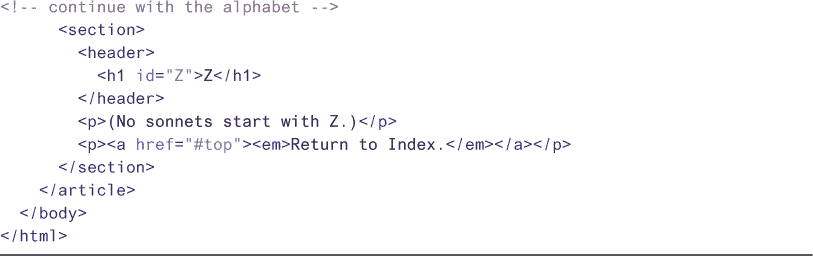 <!-- continue with the alphabet -->
<section>
<header>
<h1 id="Z">Z</h1>
</header>
<p>(No sonnets start with Z.)</p>
<p><a href="#top"><em>Return to Index.</em></a></p>
</section>
</article>
</body>
</html>